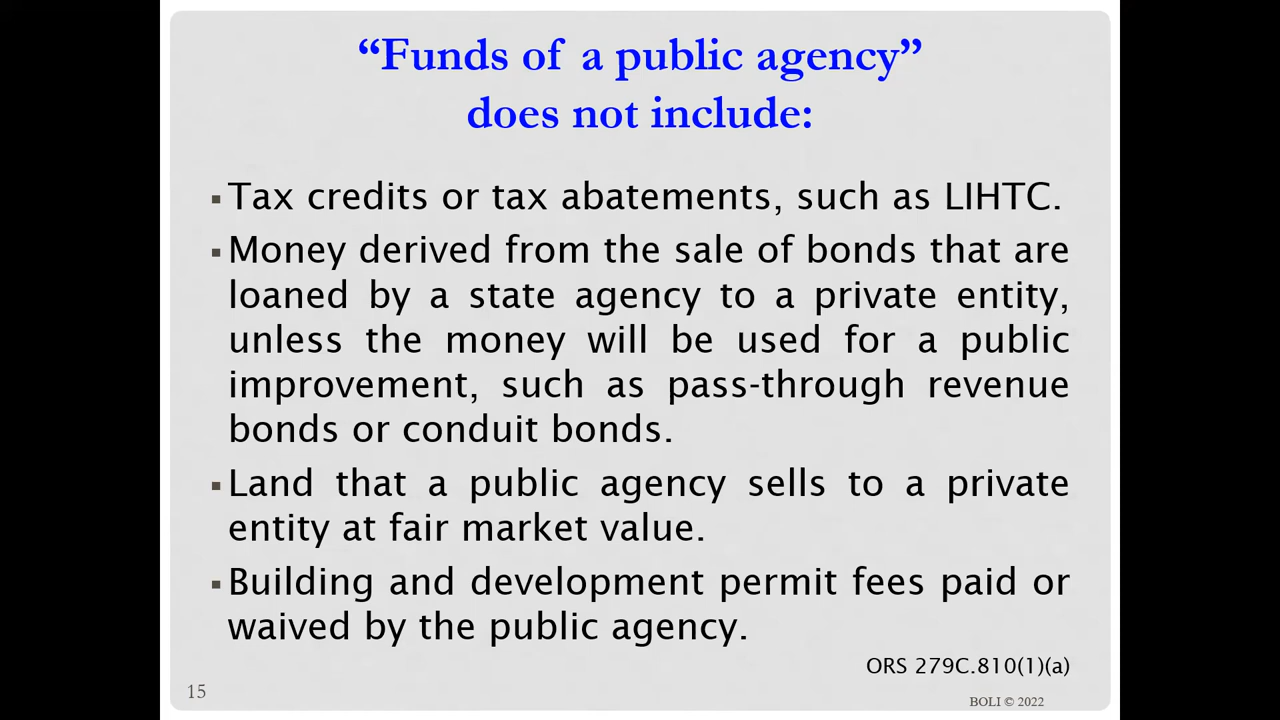 “Funds of a public agency”
does not include:
▪Tax credits or tax abatements, such as LIHTC.
▪Money derived from the sale of bonds that are
loaned by a state agency to a private entity,
unless the money will be used for a public
improvement, such as pass-through revenue
bonds or conduit bonds.
▪Land that a public agency sells to a private
entity at fair market value.
▪Building and development permit fees paid or
waived by the public agency.
ORS 279C.810(1)(a)
15
BOLI © 2022